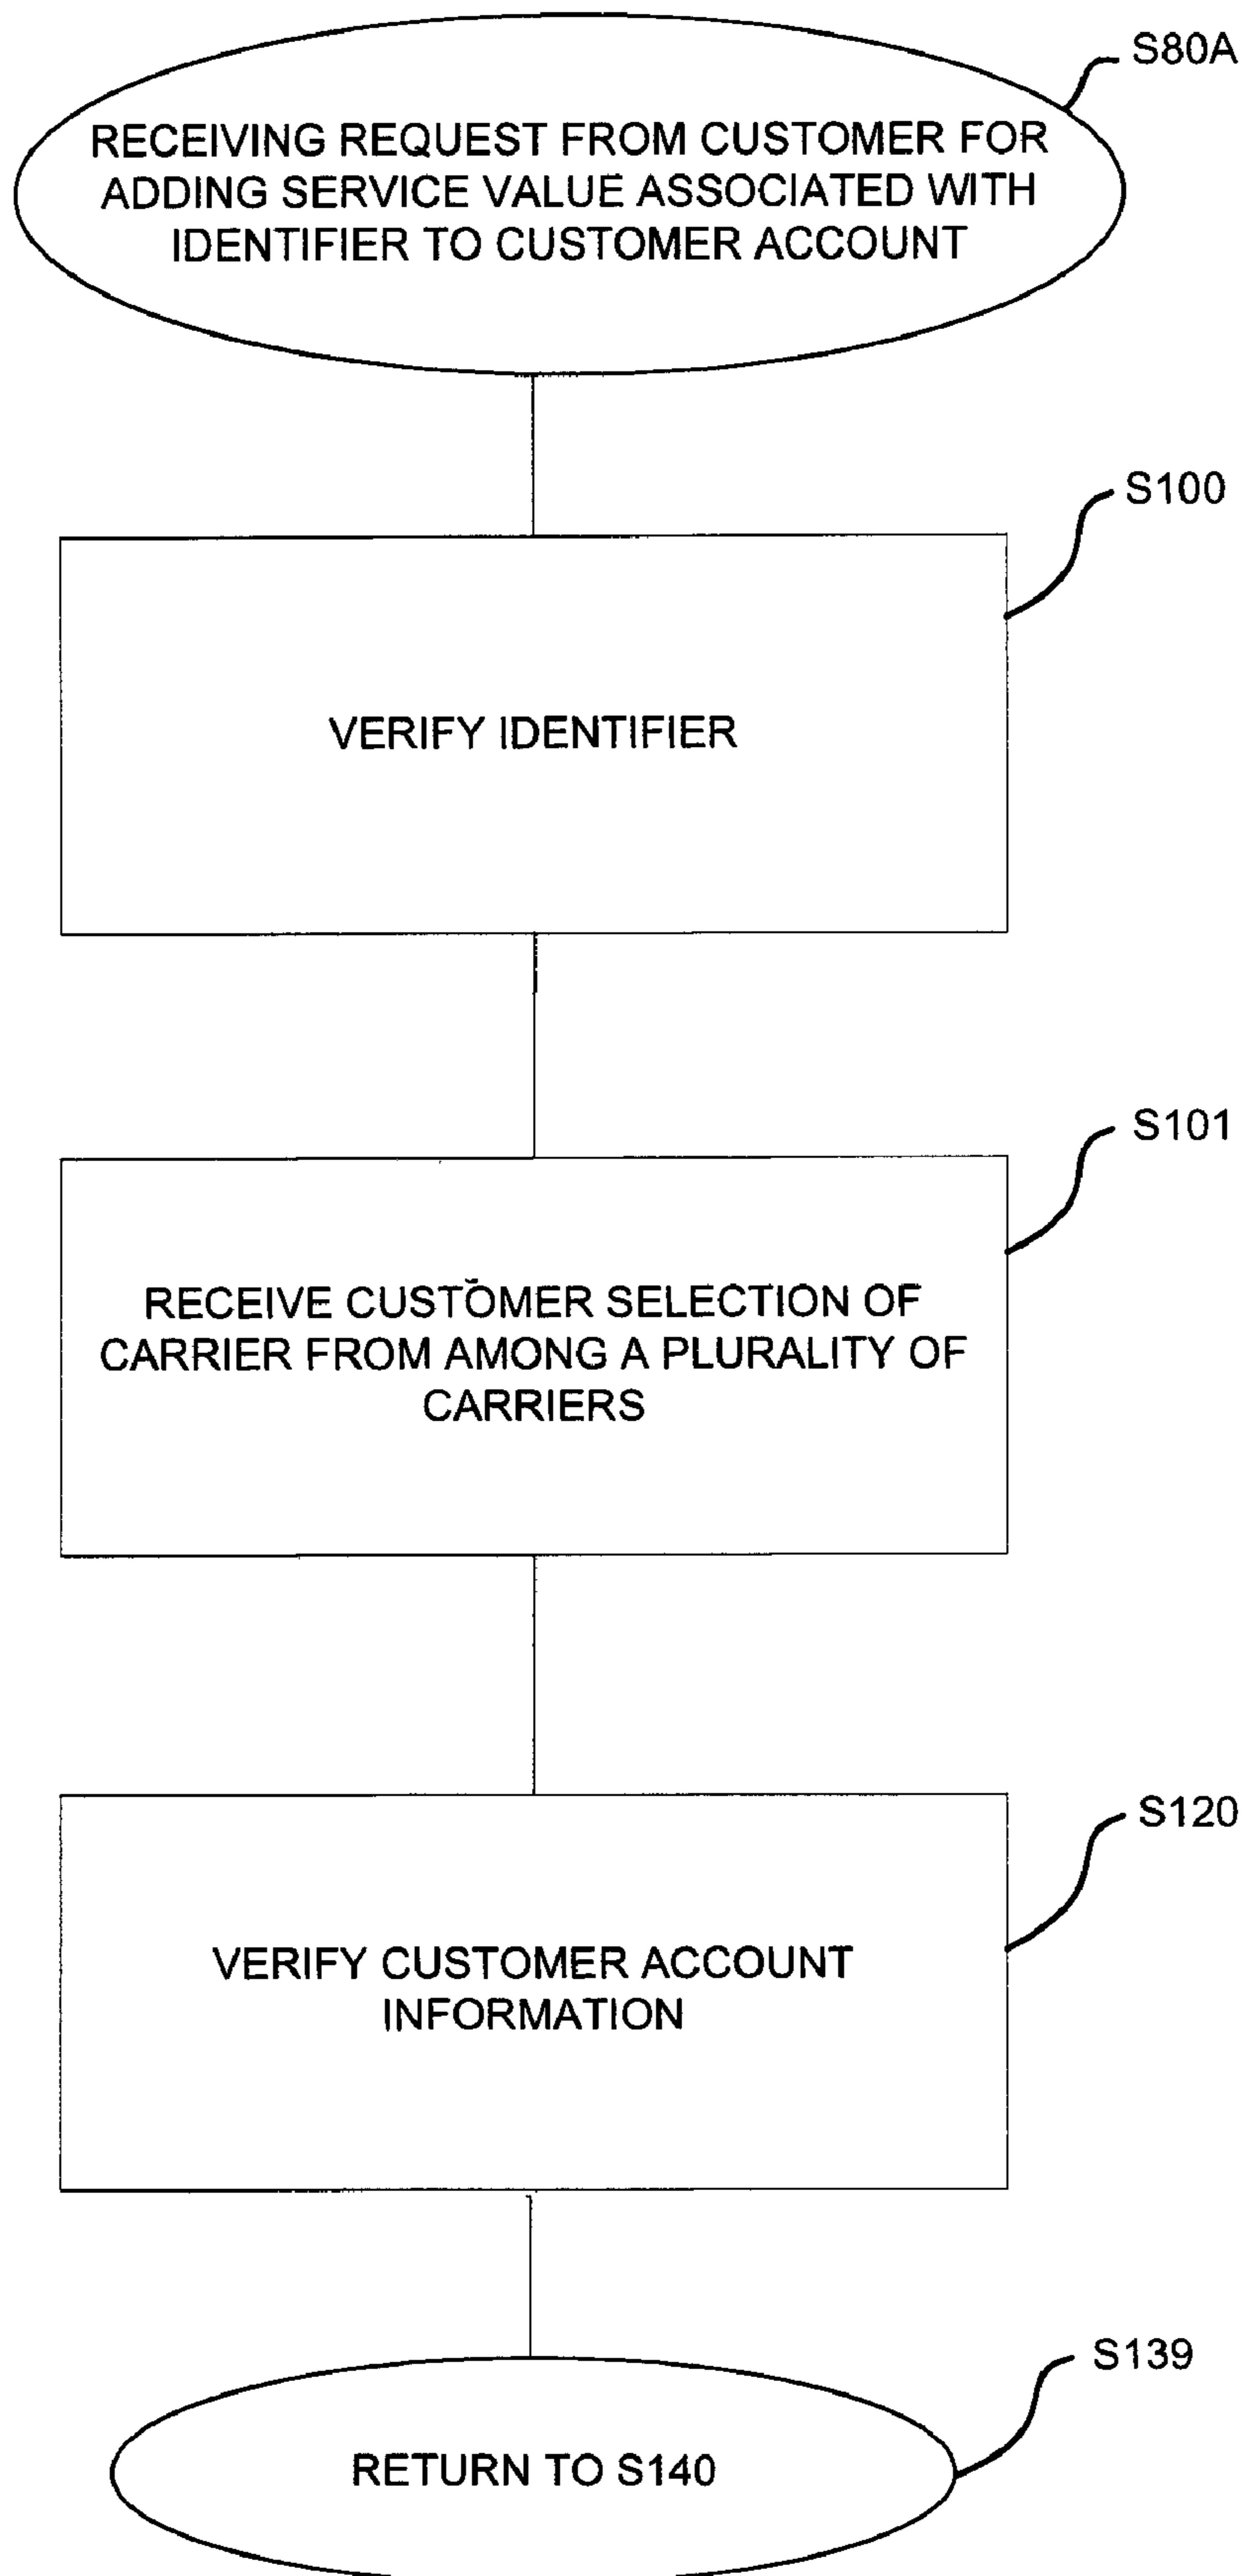 S80A
RECEIVING REQUEST FROM CUSTOMER FOR
ADDING SERVICE VALUE ASSOCIATED WITH
IDENTIFIER TO CUSTOMER ACCOUNT
S100
VERIFY IDENTIFIER
S101
RECEIVE CUSTOMER SELECTION OF
CARRIER FROM AMONG A PLURALITY OF
CARRIERS
S120
VERIFY CUSTOMER ACCOUNT
INFORMATION
S139
RETURN TO S140